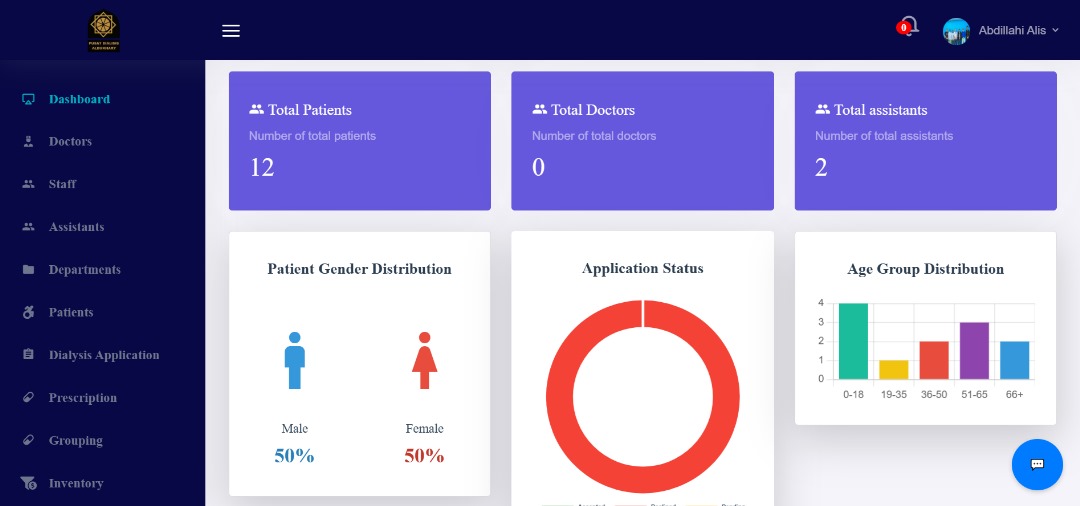 0
Abdillahi Alis
Dashboard
Doctors
Staff
Assistants
Departments
Patients
Dialysis Application
Prescription
Grouping
Inventory
Total Patients
Number of total patients
12
Total Doctors
Number of total doctors
0
Total assistants
Number of total assistants
2
Patient Gender Distribution
Male
50%
Female
50%
Application Status
Age Group Distribution
4
3
2
1
0
0-18 19-35 36-50 51-65 66+